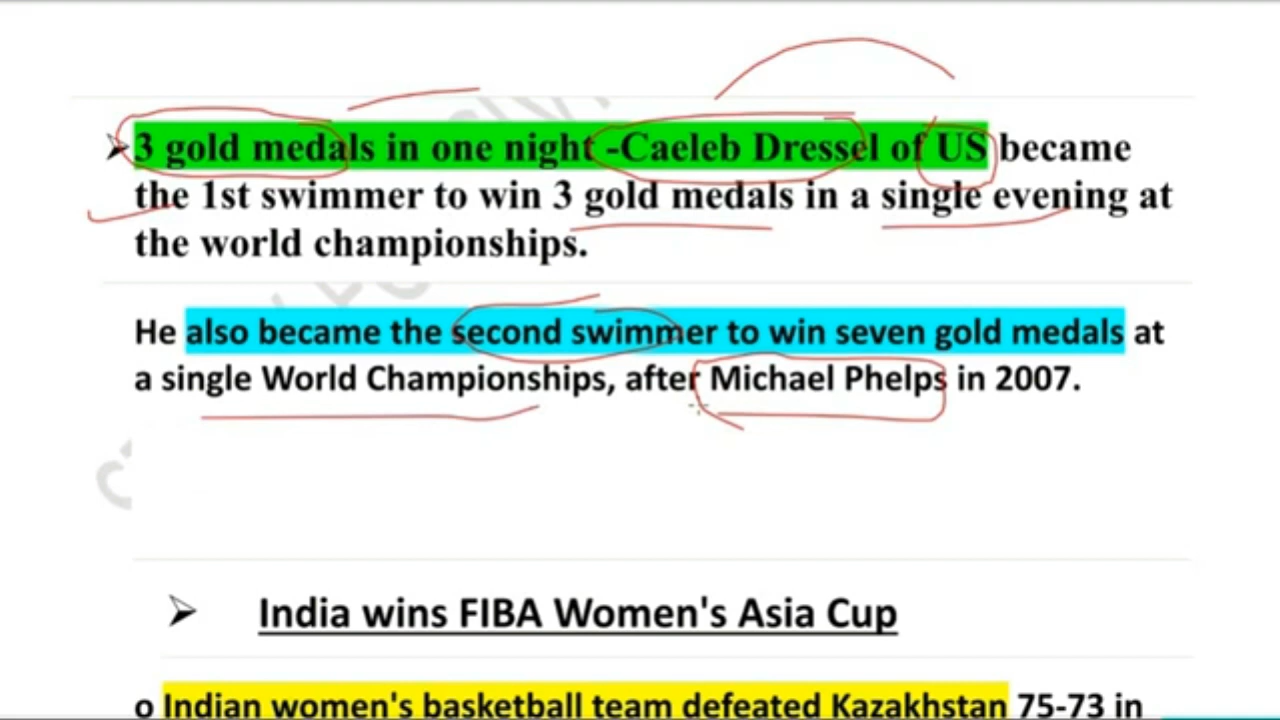 ➢ 3 gold medals in one night -Caeleb Dressel of US became
the 1st swimmer to win 3 gold medals in a single evening at
the world championships.
He also became the second swimmer to win seven gold medals at
a single World Championships, after Michael Phelps in 2007.
➢ India wins FIBA Women's Asia Cup
o Indian women's basketball team defeated Kazakhstan 75-73 in